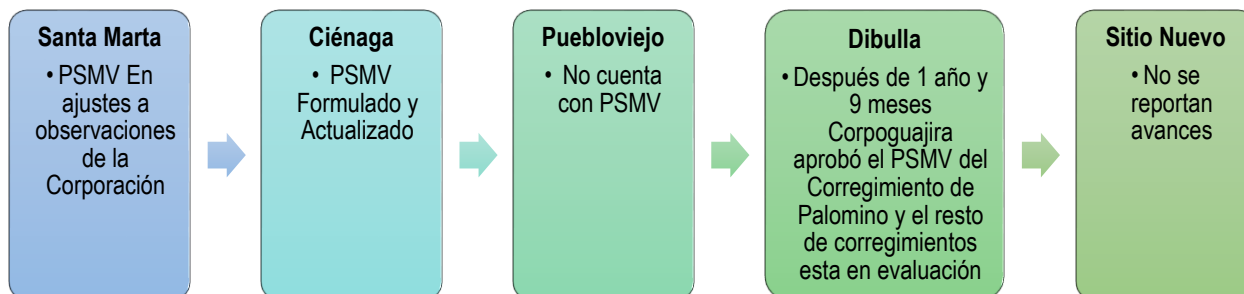 Santa Marta
• PSMV En
ajustes a
observaciones
de la
Corporación
Ciénaga
• PSMV
Formulado y
Actualizado
Puebloviejo
• No cuenta
con PSMV
Dibulla
• Después de 1 año y
9 meses
Corpoguajira
aprobó el PSMV del
Corregimiento de
Palomino y el resto
de corregimientos
esta en evaluación
Sitio Nuevo
• No se
reportan
avances